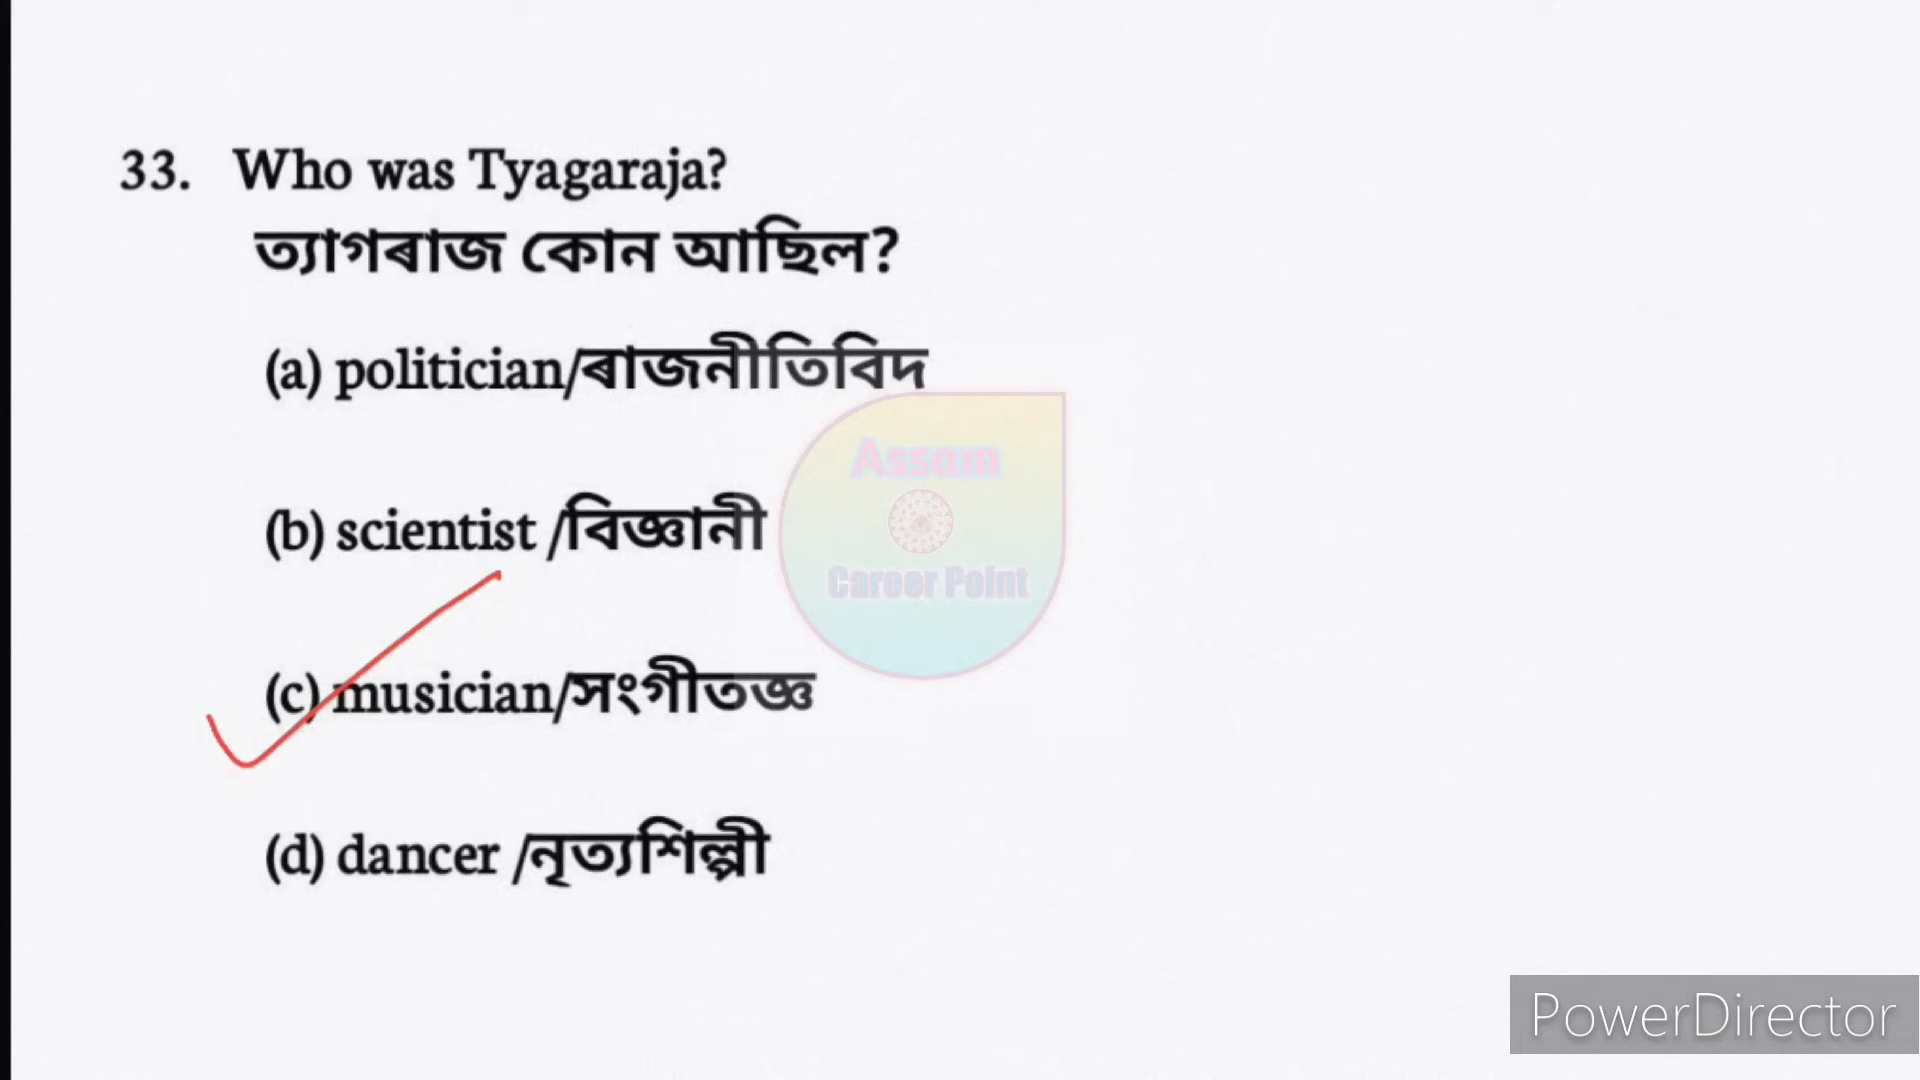 33. Who was Tyagaraja?
ত্যাগৰাজ কোন আছিল?
(a) politician/ৰাজনীতিবিদ
Assam
(b) scientist /বিজ্ঞানী
Career Point
(c) musician/সংগীতজ্ঞ
(d) dancer /নৃত্যশিল্পী
PowerDirector